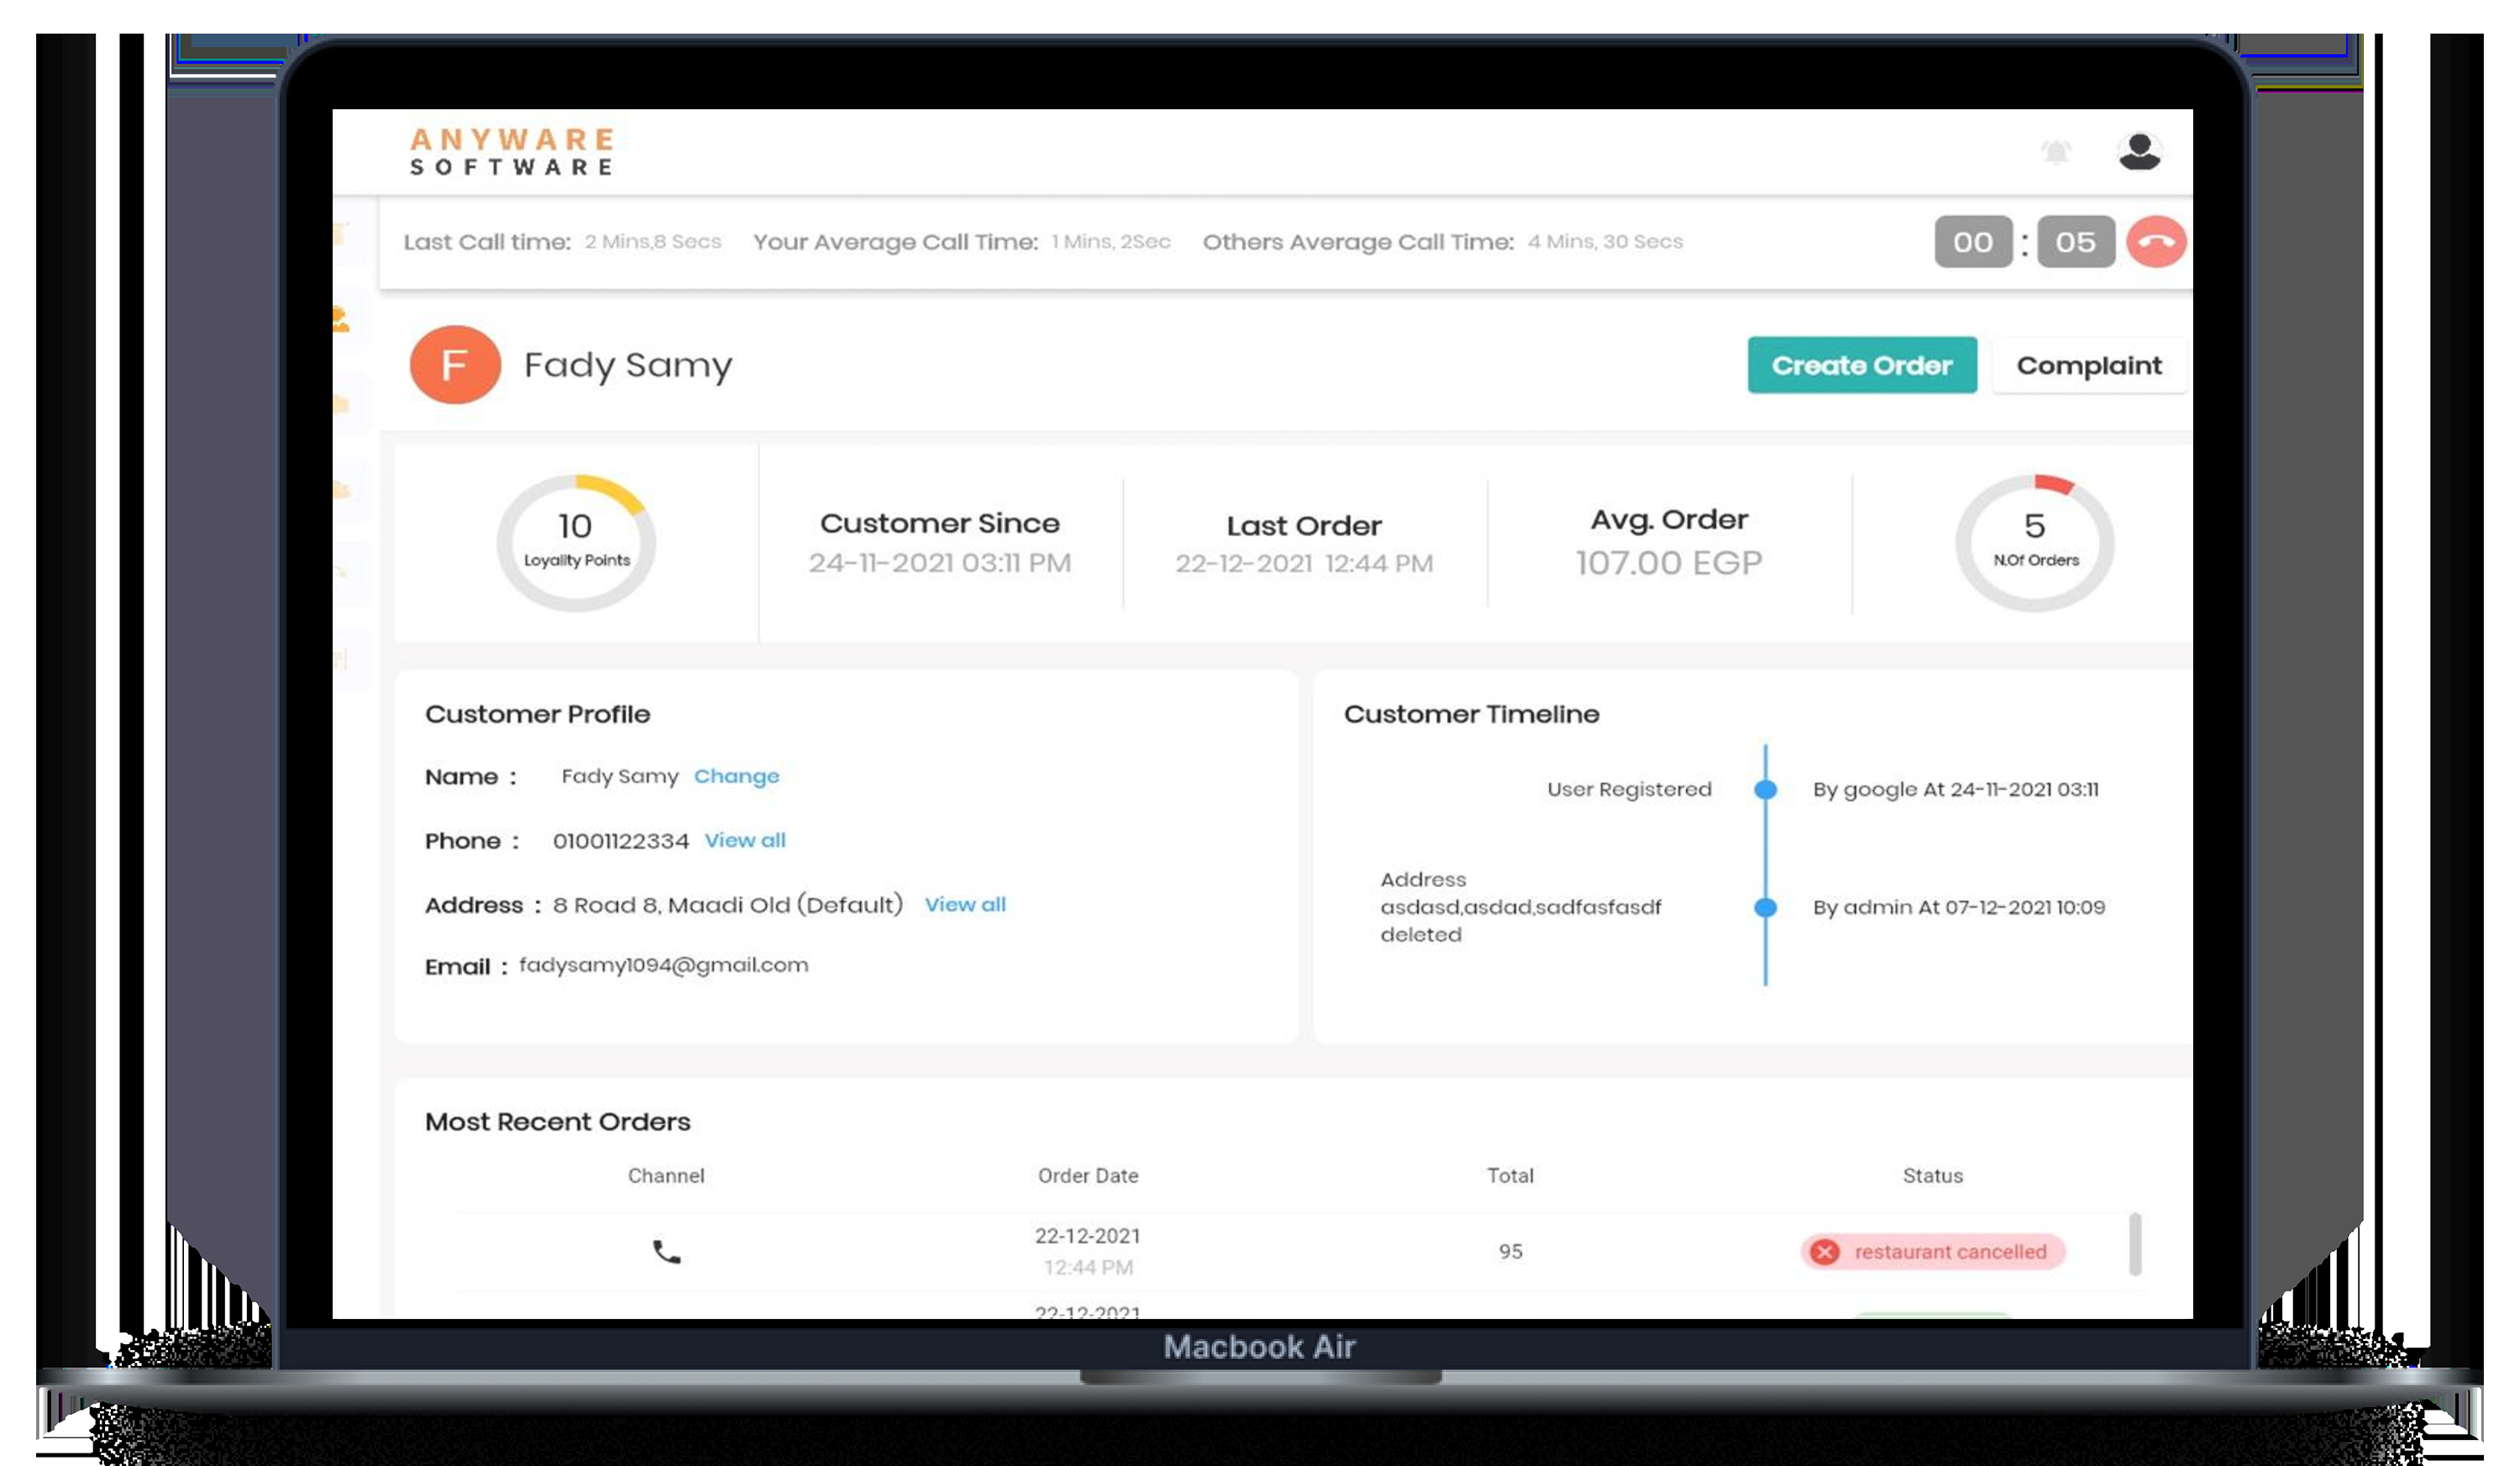 ANYWARE
SOFTWARE
Last Call time: 2 Mins,8 Secs Your Average Call Time: 1 Mins, 2Sec Others Average Call Time: 4 Mins, 30 Secs 00 : 05
F Fady Samy Create Order Complaint
10
Loyality Points
Customer Since
24-11-2021 03:11 PM
Last Order
22-12-2021 12:44 PM
Avg. Order
107.00 EGP
5
N.Of Orders
Customer Profile
Name : Fady Samy Change
Phone : 01001122334 View all
Address : 8 Road 8, Maadi Old (Default) View all
Email : fadysamy1094@gmail.com
Customer Timeline
User Registered By google At 24-11-2021 03:11
Address
asdasd,asdad,sadfasfasdf By admin At 07-12-2021 10:09
deleted
Most Recent Orders
Channel Order Date Total Status
22-12-2021
12:44 PM
95
restaurant cancelled
22-12-2021
Macbook Air